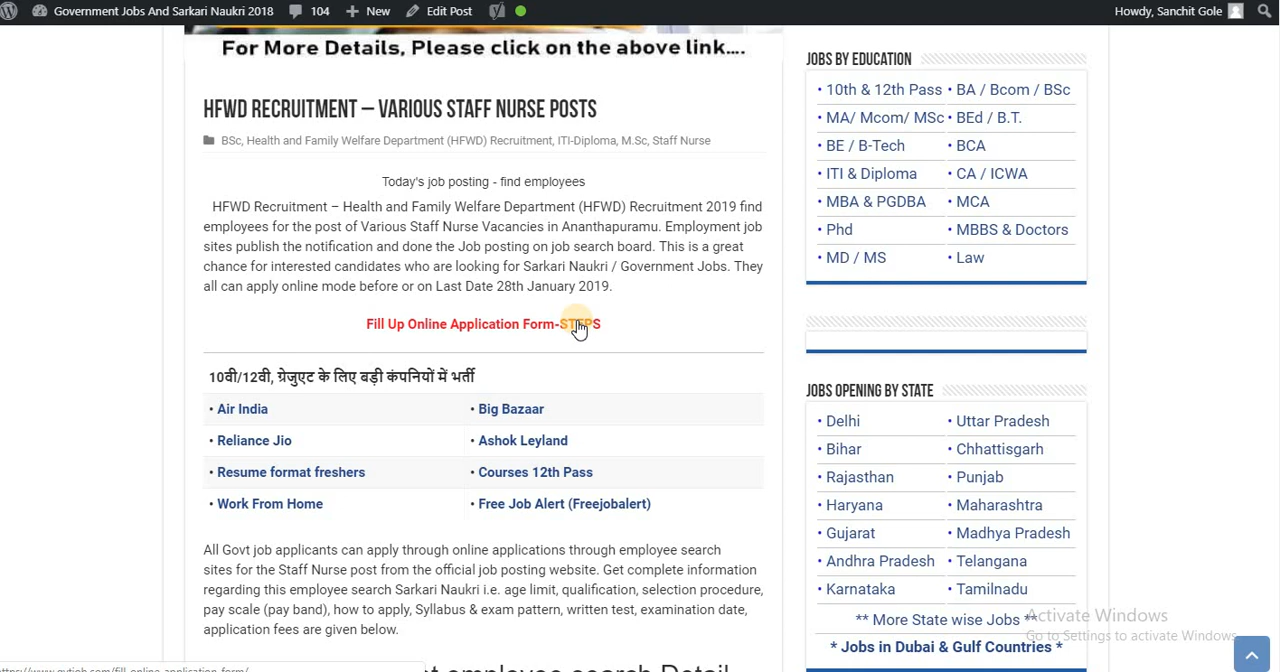 Government Jobs And Sarkari Naukri 2018 104 New Edit Post Howdy, Sanchit Gole
For More Details, Please click on the above link....
HFWD RECRUITMENT – VARIOUS STAFF NURSE POSTS
BSc, Health and Family Welfare Department (HFWD) Recruitment, ITI-Diploma, M.Sc, Staff Nurse
Today's job posting - find employees
HFWD Recruitment – Health and Family Welfare Department (HFWD) Recruitment 2019 find
employees for the post of Various Staff Nurse Vacancies in Ananthapuramu. Employment job
sites publish the notification and done the Job posting on job search board. This is a great
chance for interested candidates who are looking for Sarkari Naukri / Government Jobs. They
all can apply online mode before or on Last Date 28th January 2019.
Fill Up Online Application Form-STEPS
10वी/12वी, ग्रेजुएट के लिए बड़ी कंपनियों में भर्ती
• Air India • Big Bazaar
• Reliance Jio • Ashok Leyland
• Resume format freshers • Courses 12th Pass
• Work From Home • Free Job Alert (Freejobalert)
All Govt job applicants can apply through online applications through employee search
sites for the Staff Nurse post from the official job posting website. Get complete information
regarding this employee search Sarkari Naukri i.e. age limit, qualification, selection procedure,
pay scale (pay band), how to apply, Syllabus & exam pattern, written test, examination date,
application fees are given below.
JOBS BY EDUCATION
• 10th & 12th Pass • BA / Bcom / BSc
• MA/ Mcom/ MSc • BEd / B.T.
• BE / B-Tech • BCA
• ITI & Diploma • CA / ICWA
• MBA & PGDBA • MCA
• Phd • MBBS & Doctors
• MD / MS • Law
JOBS OPENING BY STATE
• Delhi • Uttar Pradesh
• Bihar • Chhattisgarh
• Rajasthan • Punjab
• Haryana • Maharashtra
• Gujarat • Madhya Pradesh
• Andhra Pradesh • Telangana
• Karnataka • Tamilnadu
** More State wise Jobs **
* Jobs in Dubai & Gulf Countries *
Activate Windows
Go to Settings to activate Windows.